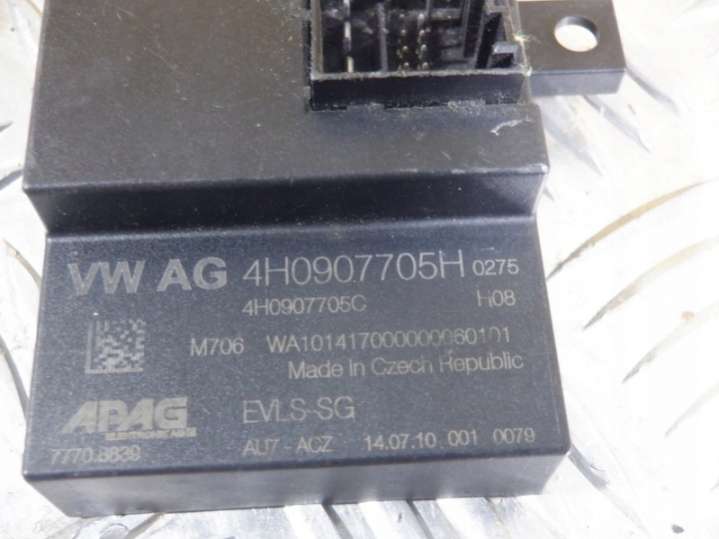 VW AG 4H0907705H 0275
4H0907705C H08
M706 WA1014170000000060101
Made in Czech Republic
APAG EVLS-SG
7770.8839 AU7-ACZ 14.07.10 001 0079